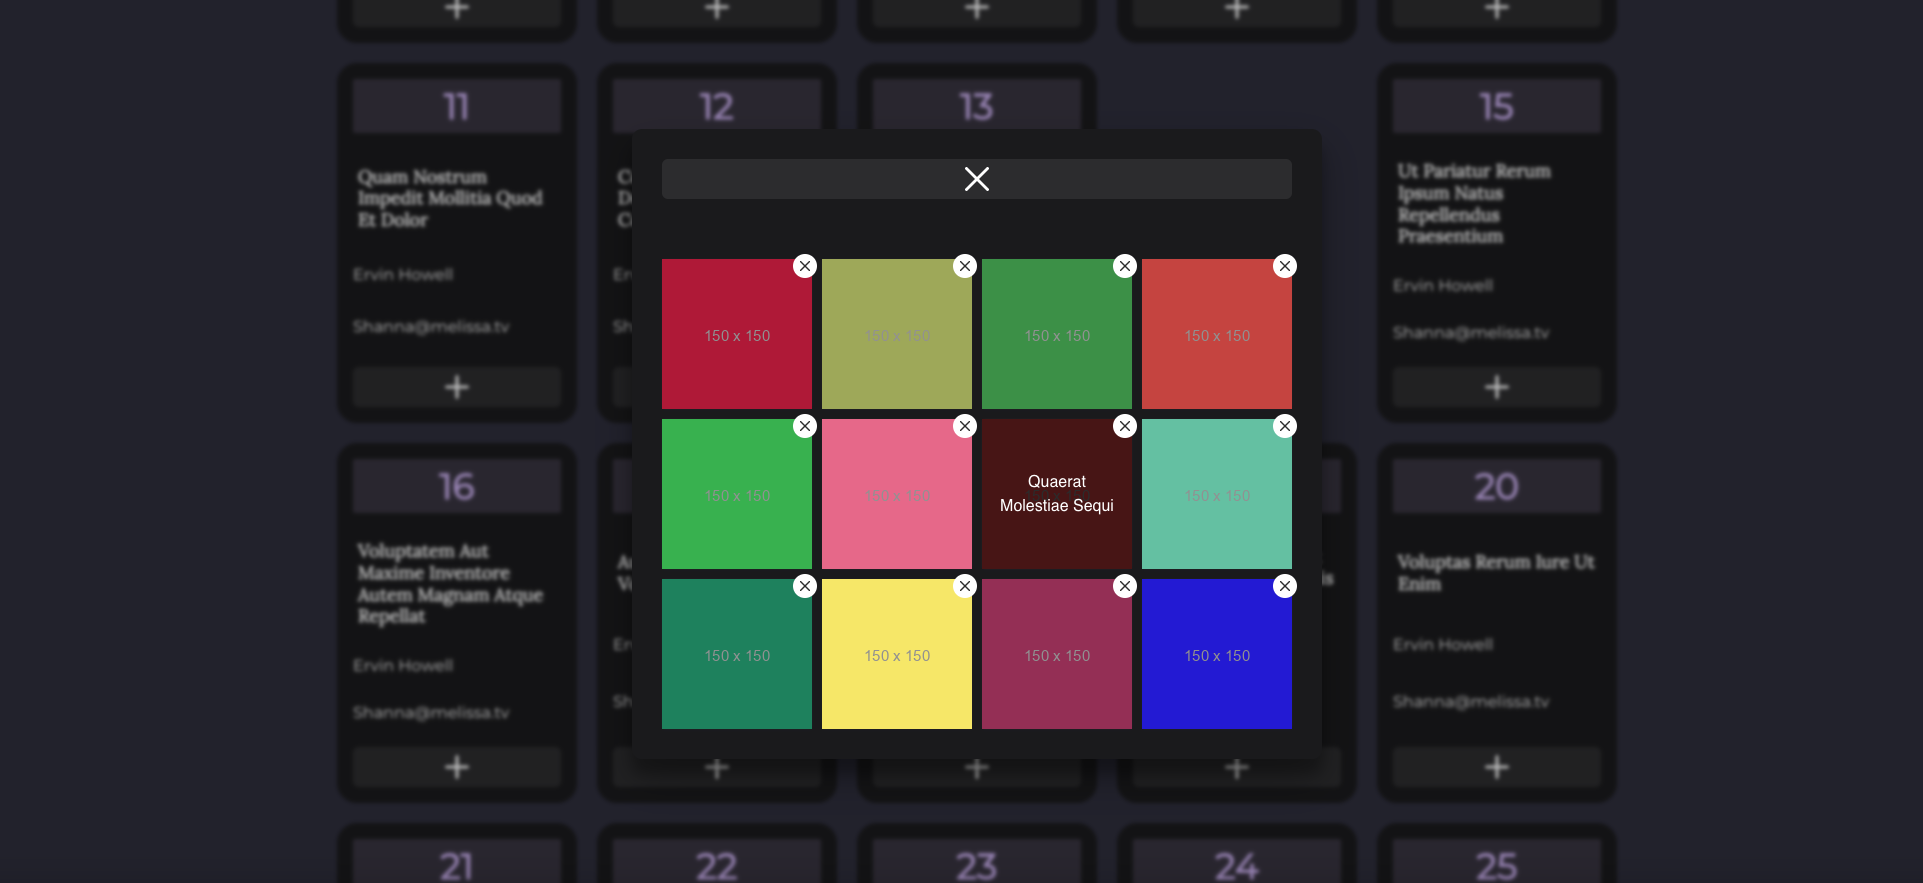 11
12
13
15
Quam Nostrum
Impedit Mollitia Quod
Et Dolor
Ut Pariatur Rerum
Ipsum Natus
Repellendus
Praesentium
Ervin Howell
Ervin Howell
Shanna@melissa.tv
Shanna@melissa.tv
150 x 150
150 x 150
150 x 150
150 x 150
150 x 150
150 x 150
Quaerat
Molestiae Sequi
150 x 150
150 x 150
150 x 150
150 x 150
150 x 150
16
20
Voluptatem Aut
Maxime Inventore
Autem Magnam Atque
Repellat
Voluptas Rerum Iure Ut
Enim
Ervin Howell
Ervin Howell
Shanna@melissa.tv
Shanna@melissa.tv
21
22
23
24
25